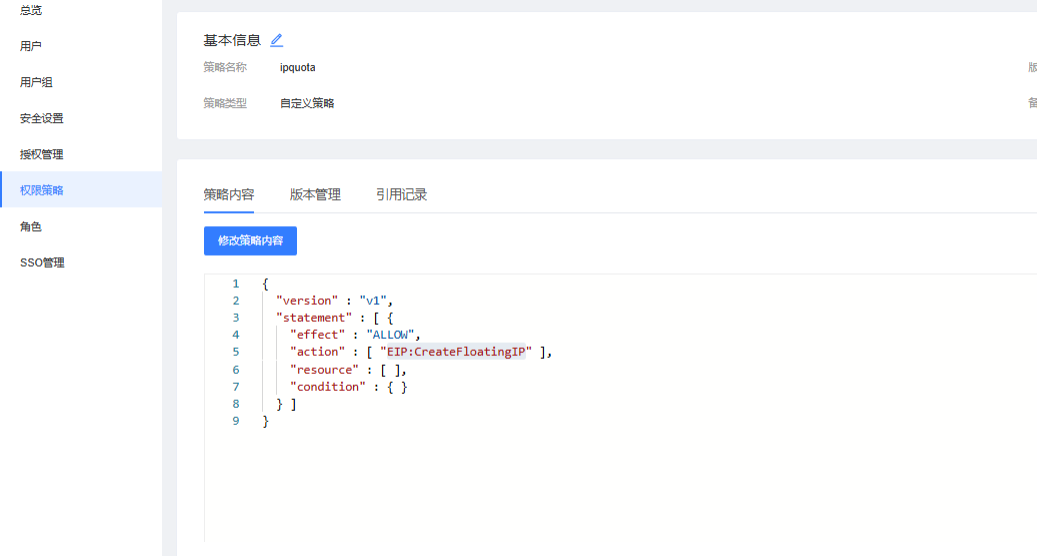 总览
用户
用户组
安全设置
授权管理
权限策略
角色
SSO管理
基本信息
策略名称 ipquota
版
策略类型 自定义策略
备
策略内容 版本管理 引用记录
修改策略内容
1 {
2 "version" : "v1",
3 "statement" : [ {
4 "effect" : "ALLOW",
5 "action" : [ "EIP:CreateFloatingIP" ],
6 "resource" : [ ],
7 "condition" : { }
8 } ]
9 }